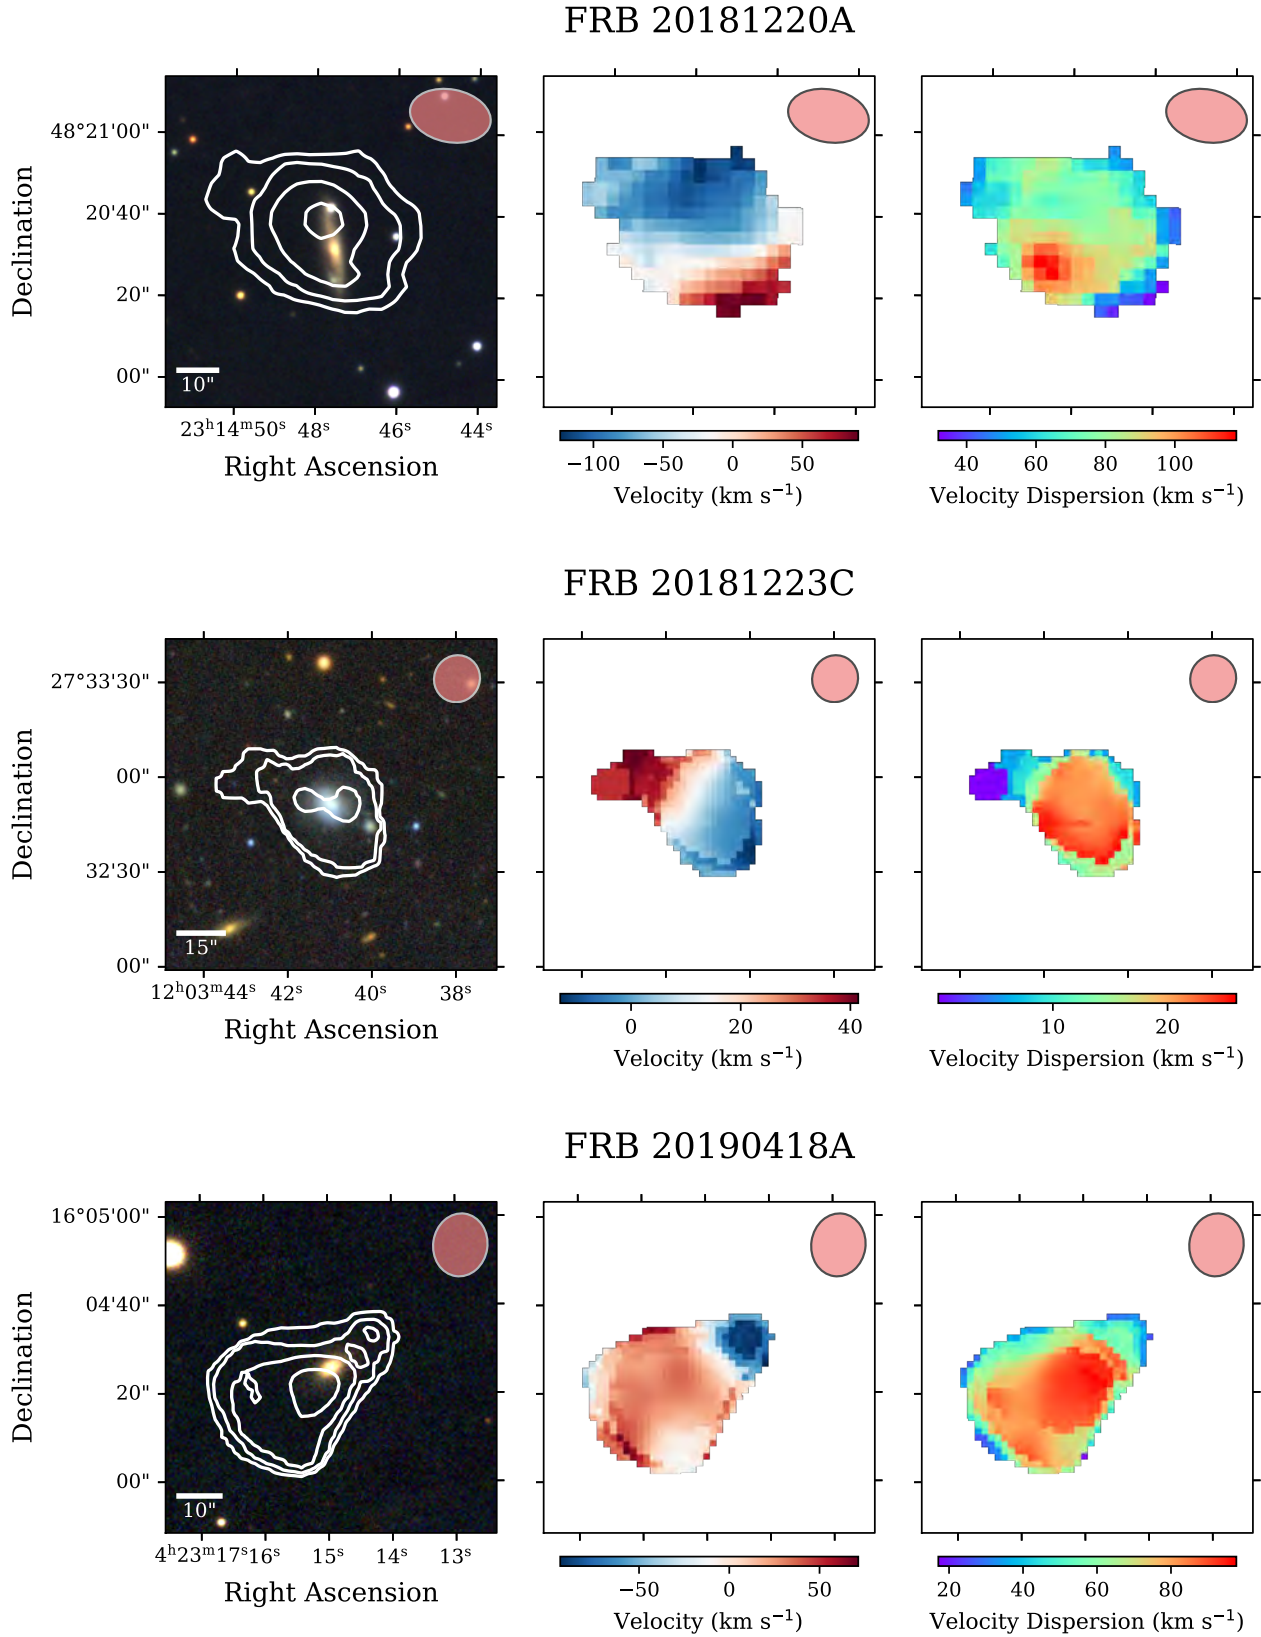 FRB 20181220A
Declination
48°21'00"
20'40"
20"
00"
10"
23ʰ14ᵐ50ˢ 48ˢ 46ˢ 44ˢ
Right Ascension
−100 −50 0 50
Velocity (km s⁻¹)
40 60 80 100
Velocity Dispersion (km s⁻¹)
FRB 20181223C
Declination
27°33'30"
00"
32'30"
00"
15"
12ʰ03ᵐ44ˢ 42ˢ 40ˢ 38ˢ
Right Ascension
0 20 40
Velocity (km s⁻¹)
10 20
Velocity Dispersion (km s⁻¹)
FRB 20190418A
Declination
16°05'00"
04'40"
20"
00"
10"
4ʰ23ᵐ17ˢ16ˢ 15ˢ 14ˢ 13ˢ
Right Ascension
−50 0 50
Velocity (km s⁻¹)
20 40 60 80
Velocity Dispersion (km s⁻¹)